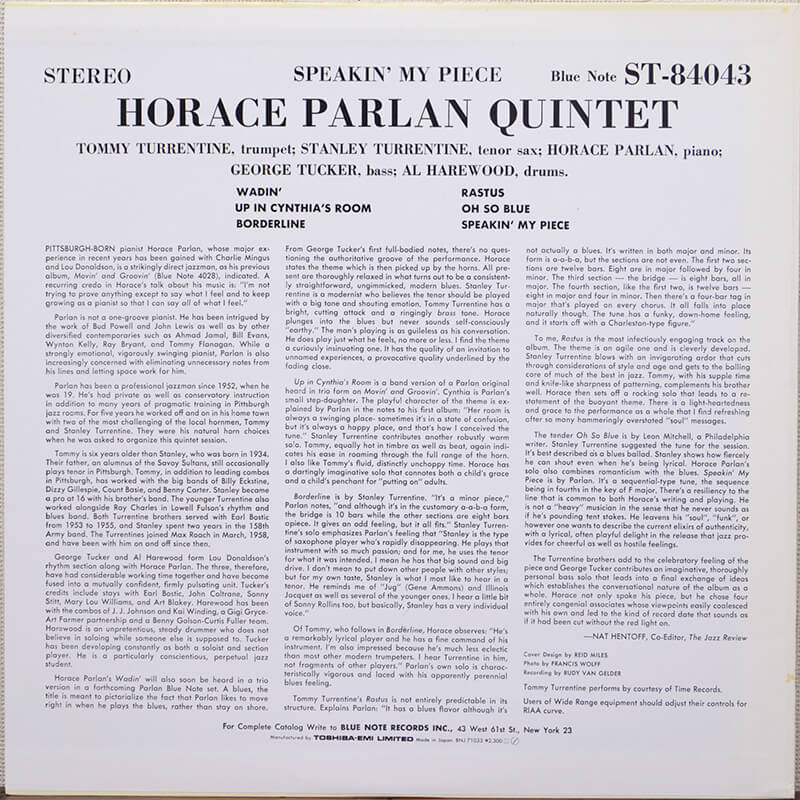 STEREO
SPEAKIN' MY PIECE
Blue Note ST-84043
HORACE PARLAN QUINTET
TOMMY TURRENTINE, trumpet; STANLEY TURRENTINE, tenor sax; HORACE PARLAN, piano;
GEORGE TUCKER, bass; AL HAREWOOD, drums.
WADIN'
UP IN CYNTHIA'S ROOM
BORDERLINE
RASTUS
OH SO BLUE
SPEAKIN' MY PIECE
PITTSBURGH-BORN pianist Horace Parlan, whose major ex-
perience in recent years has been gained with Charlie Mingus
and Lou Donaldson, is a strikingly direct jazzman, as his previous
album, Movin' and Groovin' (Blue Note 4028), indicated. A
recurring credo in Horace's talk about his music is: "I'm not
trying to prove anything except to say what I feel and to keep
growing as a pianist so that I can say all of what I feel."
Parlan is not a one-groove pianist. He has been intrigued by
the work of Bud Powell and John Lewis as well as by other
diversified contemporaries such as Ahmad Jamal, Bill Evans,
Wynton Kelly, Ray Bryant, and Tommy Flanagan. While a
strongly emotional, vigorously swinging pianist, Parlan is also
increasingly concerned with eliminating unnecessary notes from
his lines and letting space work for him.
Parlan has been a professional jazzman since 1952, when he
was 19. He's had private as well as conservatory instruction
in addition to many years of pragmatic training in Pittsburgh
jazz rooms. For five years he worked off and on in his home town
with two of the most challenging of the local hornmen, Tommy
and Stanley Turrentine. They were his natural horn choices
when he was asked to organize this quintet session.
Tommy is six years older than Stanley, who was born in 1934.
Their father, an alumnus of the Savoy Sultans, still occasionally
plays tenor in Pittsburgh. Tommy, in addition to leading combos
in Pittsburgh, has worked with the big bands of Billy Eckstine,
Dizzy Gillespie, Count Basie, and Benny Carter. Stanley became
a pro at 16 with his brother's band. The younger Turrentine also
worked alongside Ray Charles in Lowell Fulson's rhythm and
blues band. Both Turrentine brothers served with Earl Bostic
from 1953 to 1955, and Stanley spent two years in the 158th
Army band. The Turrentines joined Max Roach in March, 1958,
and have been with him on and off since then.
George Tucker and Al Harewood form Lou Donaldson's
rhythm section along with Horace Parlan. The three, therefore,
have had considerable working time together and have become
fused into a mutually confident, firmly pulsating unit. Tucker's
credits include stays with Earl Bostic, John Coltrane, Sonny
Stitt, Mary Lou Williams, and Art Blakey. Harewood has been
with the combos of J. J. Johnson and Kai Winding, a Gigi Gryce-
Art Farmer partnership and a Benny Golson-Curtis Fuller team.
Harewood is an unpretentious, steady drummer who does not
believe in soloing while someone else is supposed to. Tucker
has been developing constantly as both a soloist and section
player. He is a particularly conscientious, perpetual jazz
student.
Horace Parlan's Wadin' will also soon be heard in a trio
version in a forthcoming Parlan Blue Note set. A blues, the
title is meant to pictorialize the fact that Parlan likes to move
right in when he plays the blues, rather than stay on shore.
From George Tucker's first full-bodied notes, there's no ques-
tioning the authoritative groove of the performance. Horace
states the theme which is then picked up by the horns. All pre-
sent are thoroughly relaxed in what turns out to be a consistent-
ly straightforward, ungimmicked, modern blues. Stanley Tur-
rentine is a modernist who believes the tenor should be played
with a big tone and shouting emotion. Tommy Turrentine has a
bright, cutting attack and a ringingly brass tone. Horace
plunges into the blues but never sounds self-consciously
"earthy." The man's playing is as guileless as his conversation.
He does play just what he feels, no more or less. I find the theme
a curiously insinuating one. It has the quality of an invitation to
unnamed experiences, a provocative quality underlined by the
fading close.
Up in Cynthia's Room is a band version of a Parlan original
heard in trio form on Movin' and Groovin'. Cynthia is Parlan's
small step-daughter. The playful character of the theme is ex-
plained by Parlan in the notes to his first album: "Her room is
always a swinging place- sometimes it's in a state of confusion,
but it's always a happy place, and that's how I conceived the
tune." Stanley Turrentine contributes another robustly warm
so'o. Tommy, equally hot in timbre as well as beat, again indi-
cates his ease in roaming through the full range of the horn.
I also like Tommy's fluid, distinctly unchoppy time. Horace has
a dartingly imaginative solo that connotes both a child's grace
and a child's penchant for "putting on" adults.
Borderline is by Stanley Turrentine. "It's a minor piece,"
Parlan notes, "and although it's in the customary a-a-b-a form,
the bridge is 10 bars while the other sections are eight bars
apiece. It gives an odd feeling, but it all fits." Stanley Turren-
tine's solo emphasizes Parlan's feeling that "Stanley is the type
of saxophone player who's rapidly disappearing. He plays that
instrument with so much passion; and for me, he uses the tenor
for what it was intended, I mean he has that big sound and big
drive. I don't mean to put down other people with other styles;
but for my own taste, Stanley is what I most like to hear in a
tenor. He reminds me of "Jug" (Gene Ammons) and Illinois
Jacquet as well as several of the younger ones. I hear a little bit
of Sonny Rollins too, but basically, Stanley has a very individual
voice."
Of Tommy, who follows in Borderline, Horace observes: "He's
a remarkably lyrical player and he has a fine command of his
instrument. I'm also impressed because he's much less eclectic
than most other modern trumpeters. I hear Turrentine in him,
not fragments of other players." Parlan's own solo is charac-
teristically vigorous and laced with his apparently perennial
blues feeling.
Tommy Turrentine's Rastus is not entirely predictable in its
structure. Explains Parlan: "It has a blues flavor although it's
not actually a blues. It's written in both major and minor. Its
form is a-a-b-a, but the sections are not even. The first two sec-
tions are twelve bars. Eight are in major followed by four in
minor. The third section — the bridge — is eight bars, all in
major. The fourth section, like the first two, is twelve bars —
eight in major and four in minor. Then there's a four-bar tag in
major that's played on every chorus. It all falls into place
naturally though. The tune has a funky, down-home feeling,
and it starts off with a Charleston-type figure."
To me, Rastus is the most infectiously engaging track on the
album. The theme is an agile one and is cleverly developed.
Stanley Turrentine blows with an invigorating ardor that cuts
through considerations of style and age and gets to the balling
core of much of the best in jazz. Tommy, with his supple time
and knife-like sharpness of patterning, complements his brother
well. Horace then sets off a rocking solo that leads to a re-
statement of the buoyant theme. There is a light-heartedness
and grace to the performance as a whole that I find refreshing
after so many hammeringly overstated "soul" messages.
The tender Oh So Blue is by Leon Mitchell, a Philadelphia
writer. Stanley Turrentine suggested the tune for the session.
It's best described as a blues ballad. Stanley shows how fiercely
he can shout even when he's being lyrical. Horace Parlan's
solo also combines romanticism with the blues. Speakin' My
Piece is by Parlan. It's a sequential-type tune, the sequence
being in fourths in the key of F major. There's a resiliency to the
line that is common to both Horace's writing and playing. He
is not a "heavy" musician in the sense that he never sounds as
if he's pounding tent stakes. He leavens his "soul", "funk", or
however one wants to describe the current elixirs of authenticity,
with a lyrical, often playful delight in the release that jazz pro-
vides for cheerful as well as hostile feelings.
The Turrentine brothers add to the celebratory feeling of the
piece and George Tucker contributes an imaginative, thoroughly
personal bass solo that leads into a final exchange of ideas
which establishes the conversational nature of the album as a
whole. Horace not only spoke his piece, but he chose four
entirely congenial associates whose viewpoints easily coalesced
with his own and led to the kind of record date that sounds as
if it had been cut without the red light on.
—NAT HENTOFF, Co-Editor, The Jazz Review
Cover Design by REID MILES
Photo by FRANCIS WOLFF
Recording by RUDY VAN GELDER
Tommy Turrentine performs by courtesy of Time Records.
Users of Wide Range equipment should adjust their controls for
RIAA curve.
For Complete Catalog Write to BLUE NOTE RECORDS INC., 43 West 61st St., New York 23
Manufactured by TOSHIBA-EMI LIMITED Made in Japan BNJ 71033 ¥2,300